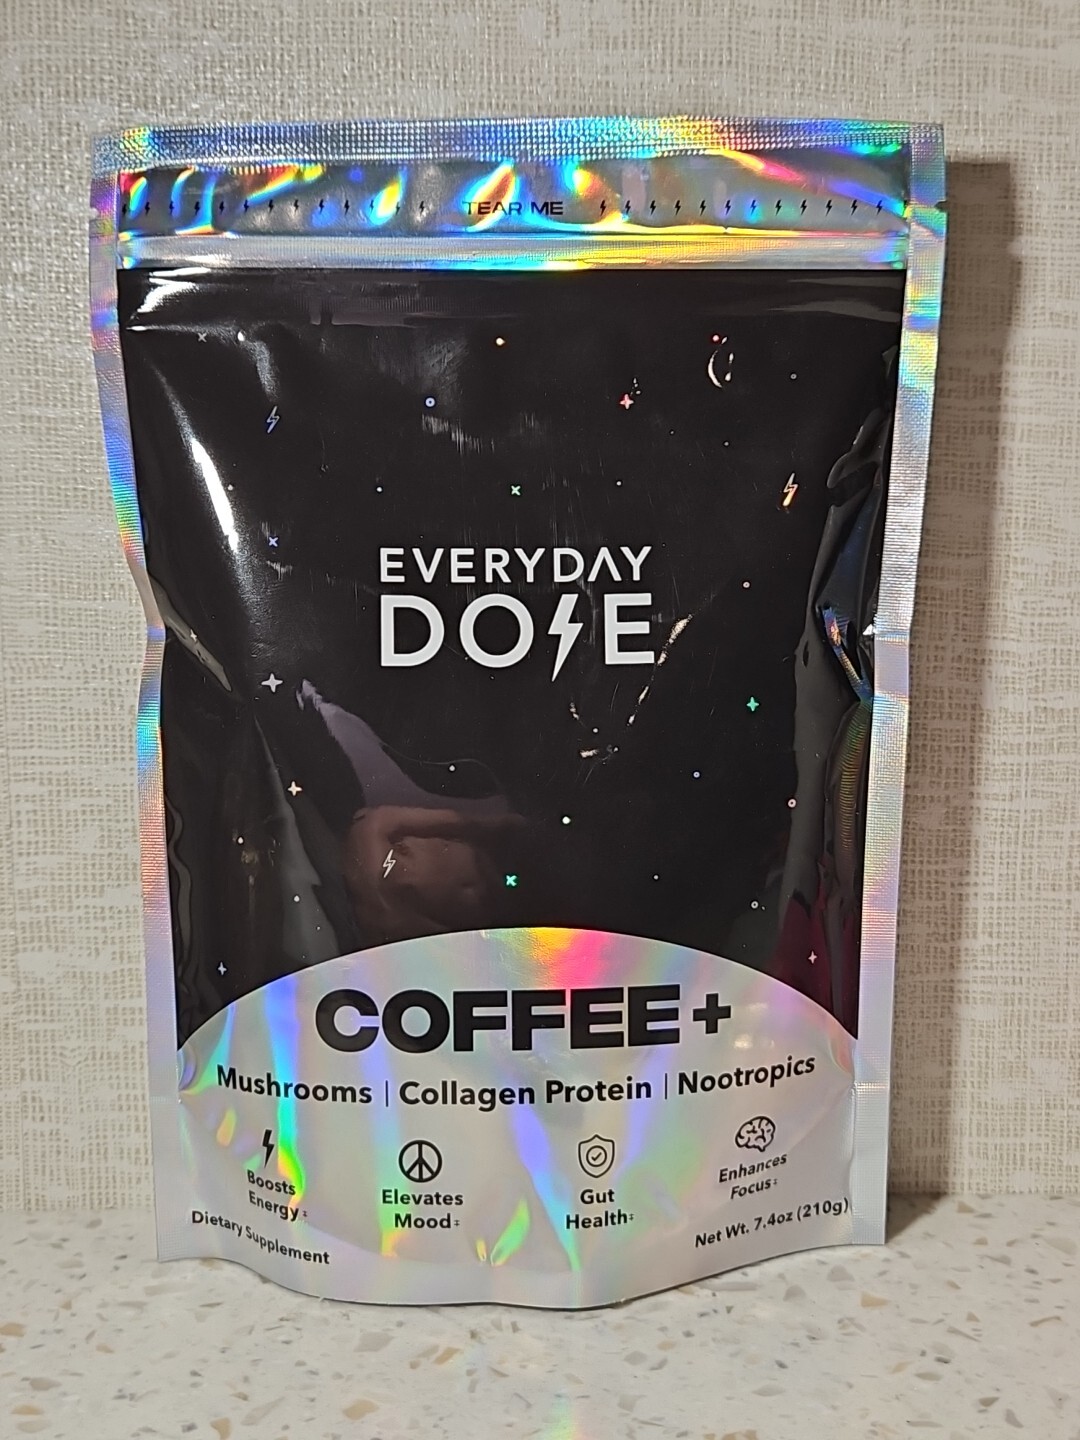 TEAR ME
EVERYDAY
DOSE
COFFEE+
Mushrooms | Collagen Protein | Nootropics
Boosts
Energy‡
Elevates
Mood‡
Gut
Health‡
Enhances
Focus‡
Dietary Supplement
Net Wt. 7.4oz (210g)